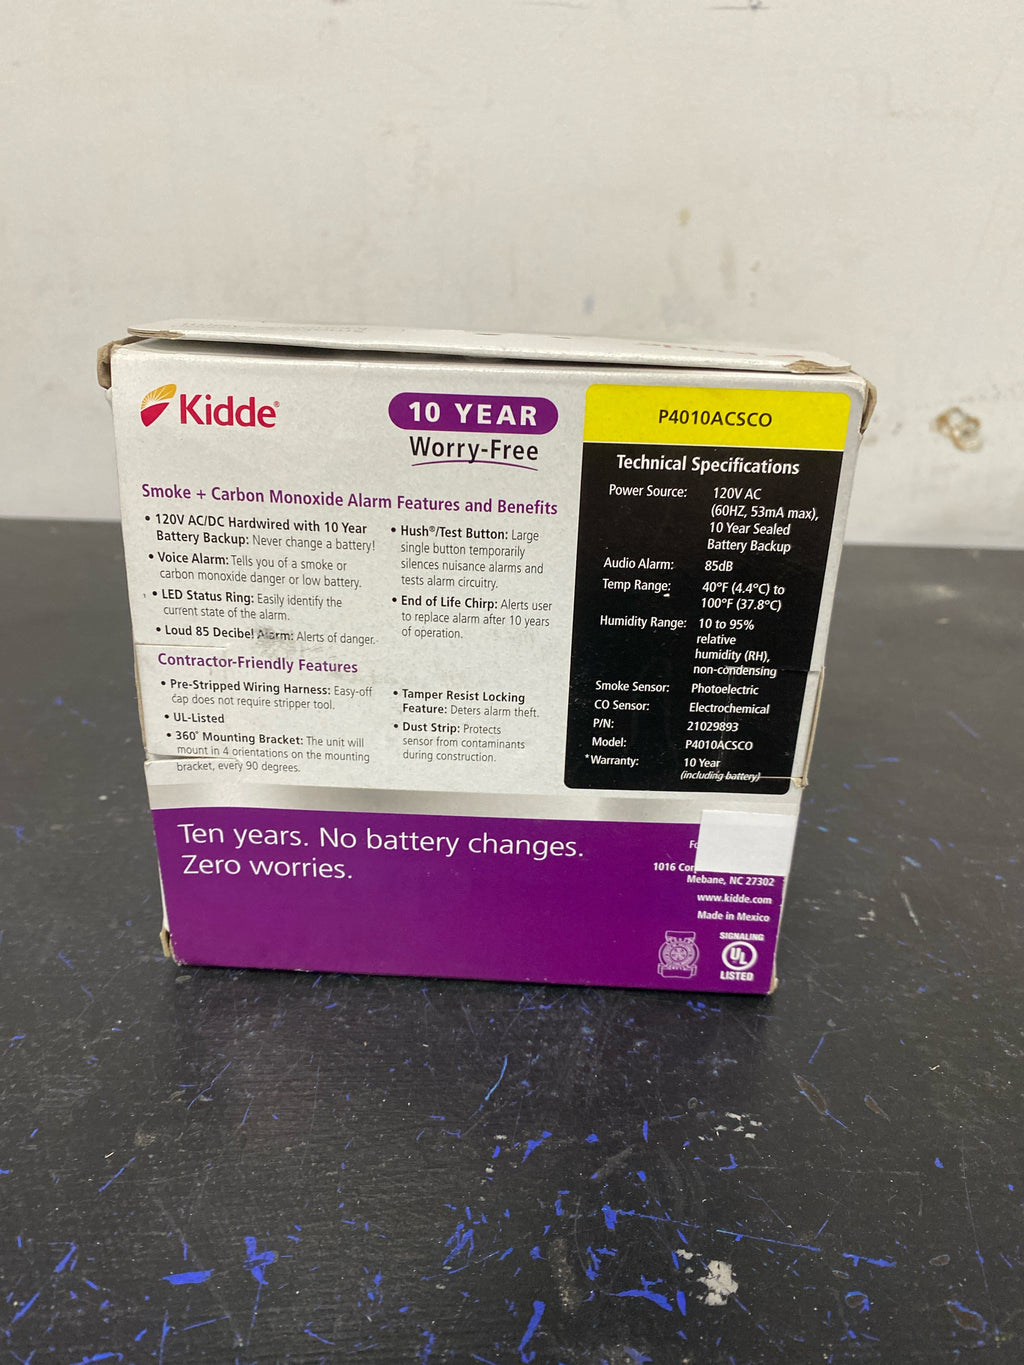 Kidde®
10 YEAR
Worry-Free
Smoke + Carbon Monoxide Alarm Features and Benefits
• 120V AC/DC Hardwired with 10 Year
Battery Backup: Never change a battery!
• Voice Alarm: Tells you of a smoke or
carbon monoxide danger or low battery.
• LED Status Ring: Easily identify the
current state of the alarm.
• Loud 85 Decibel Alarm: Alerts of danger.
• Hush®/Test Button: Large
single button temporarily
silences nuisance alarms and
tests alarm circuitry.
• End of Life Chirp: Alerts user
to replace alarm after 10 years
of operation.
Contractor-Friendly Features
• Pre-Stripped Wiring Harness: Easy-off
cap does not require stripper tool.
• UL-Listed
• 360° Mounting Bracket: The unit will
mount in 4 orientations on the mounting
bracket, every 90 degrees.
• Tamper Resist Locking
Feature: Deters alarm theft.
• Dust Strip: Protects
sensor from contaminants
during construction.
P4010ACSCO
Technical Specifications
Power Source: 120V AC
(60HZ, 53mA max),
10 Year Sealed
Battery Backup
Audio Alarm: 85dB
Temp Range: 40°F (4.4°C) to
100°F (37.8°C)
Humidity Range: 10 to 95%
relative
humidity (RH),
non-condensing
Smoke Sensor: Photoelectric
CO Sensor: Electrochemical
P/N: 21029893
Model: P4010ACSCO
*Warranty: 10 Year
(including battery)
Ten years. No battery changes.
Zero worries.
1016
Mebane, NC 27302
www.kidde.com
Made in Mexico
SIGNALING
UL
LISTED